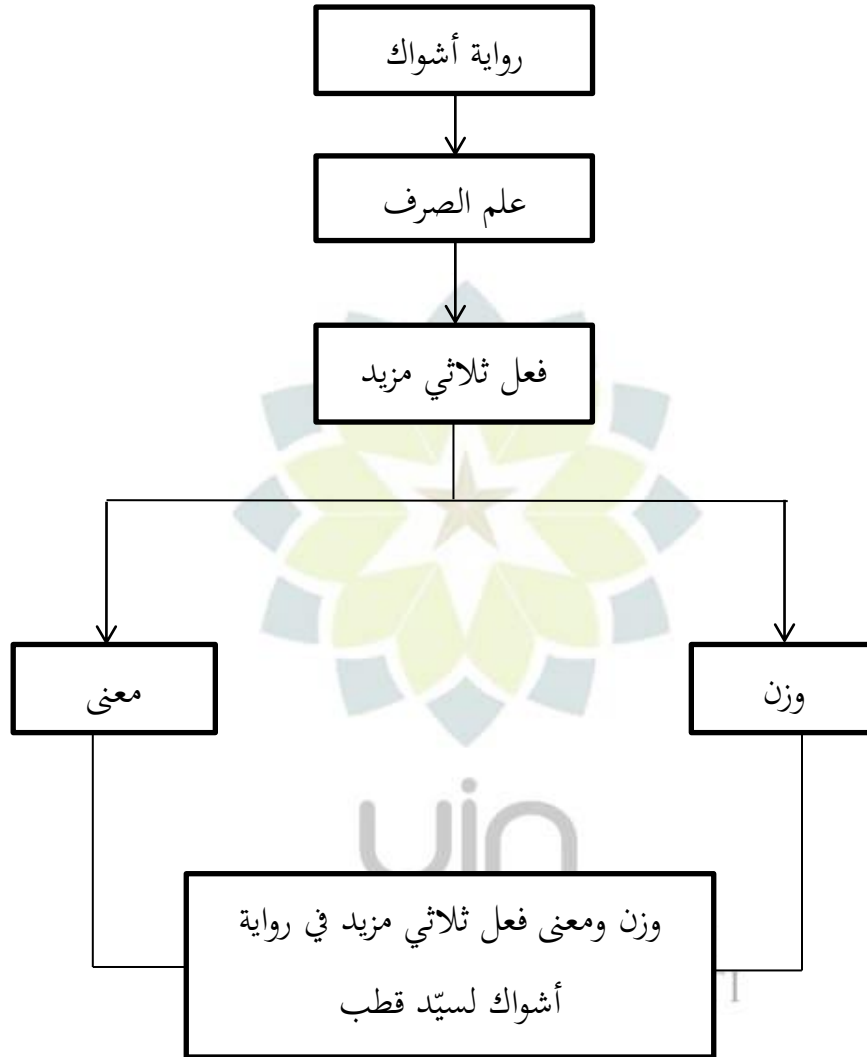 رواية أشواك
علم الصرف
فعل ثلاثي مزيد
وزن
معنى
uin
وزن ومعنى فعل ثلاثي مزيد في رواية
أشواك لسيّد قطب